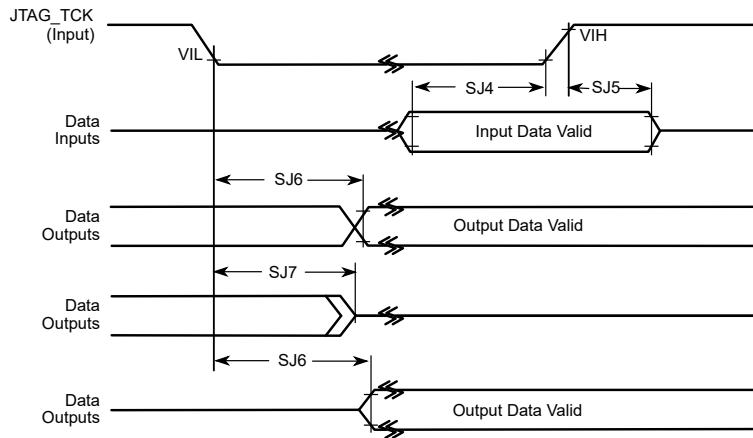 JTAG_TCK
(Input)
VIL
VIH
SJ4
SJ5
Data
Inputs
Input Data Valid
SJ6
Data
Outputs
Output Data Valid
SJ7
Data
Outputs
SJ6
Data
Outputs
Output Data Valid